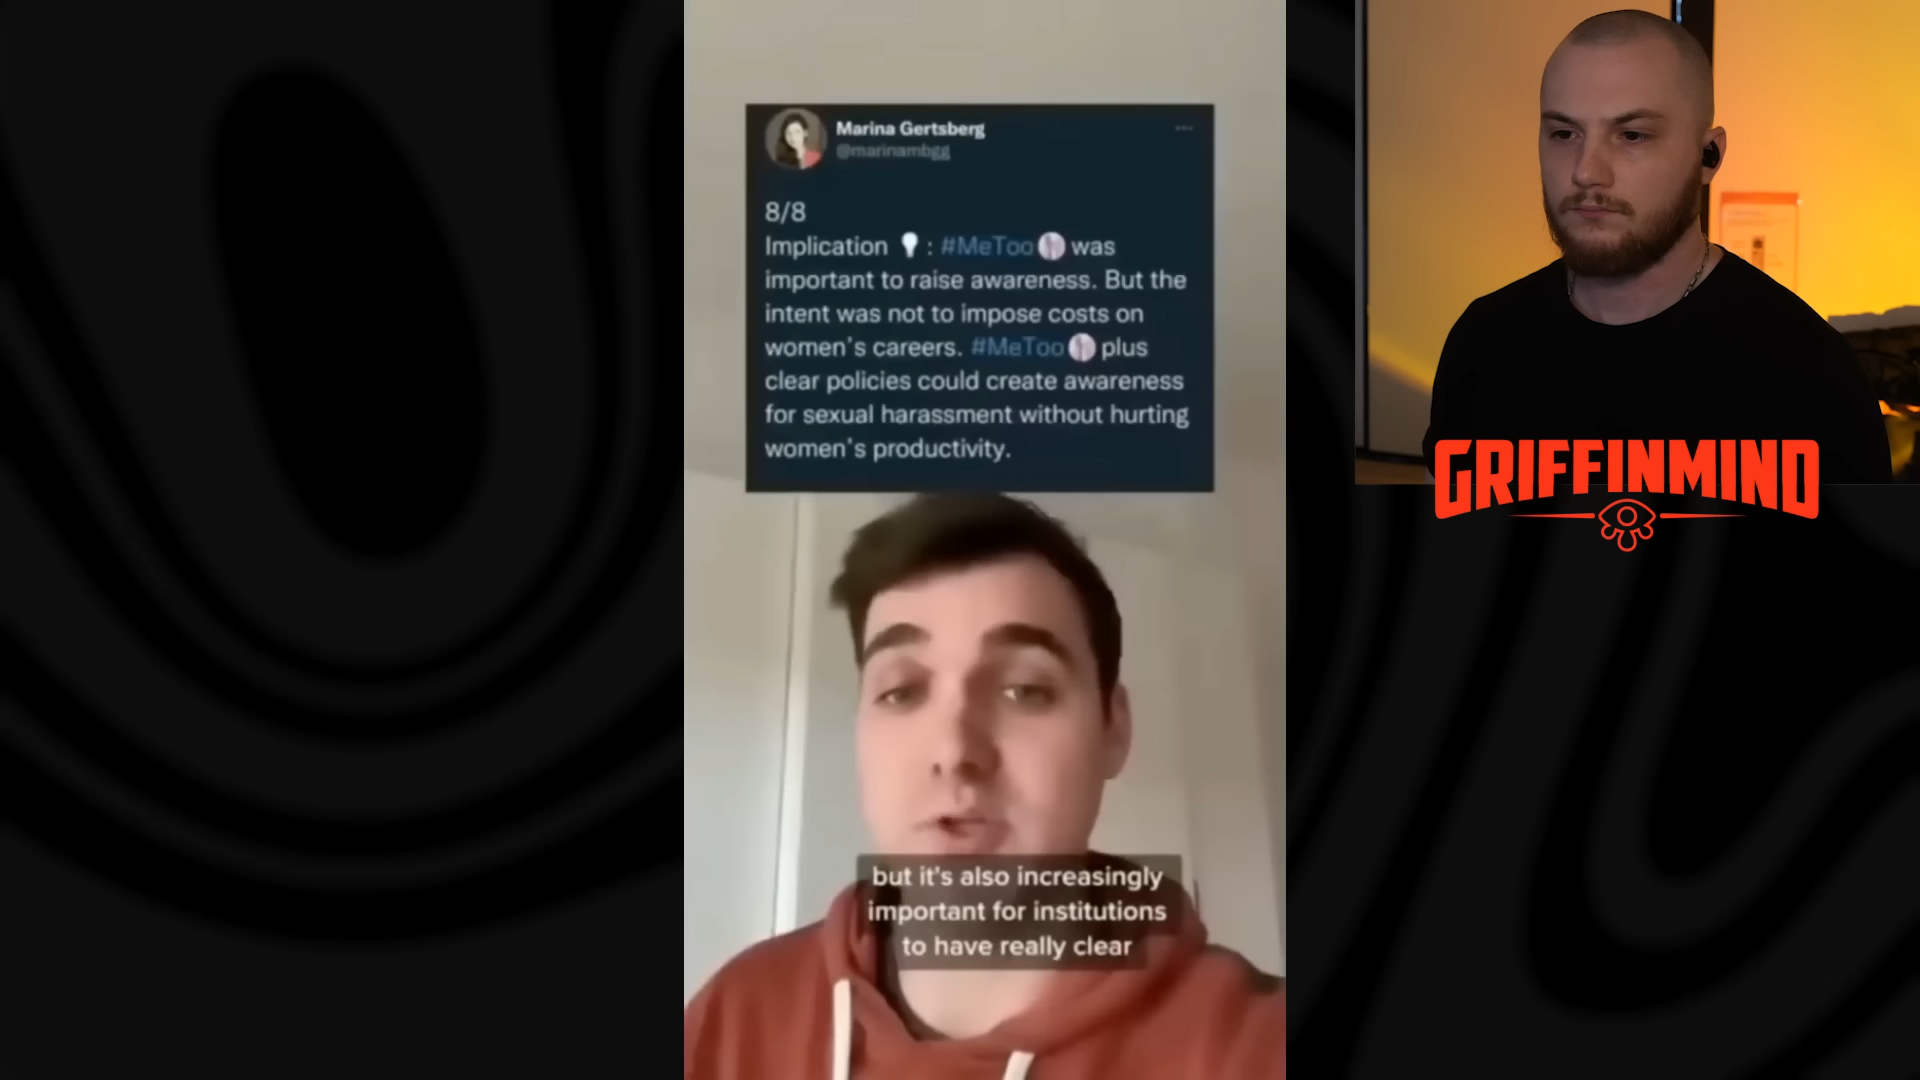 Marina Gertsberg
@marinambgg
8/8
Implication : #MeToo was
important to raise awareness. But the
intent was not to impose costs on
women's careers. #MeToo plus
clear policies could create awareness
for sexual harassment without hurting
women's productivity.
but it's also increasingly
important for institutions
to have really clear
GRIFFINMIND